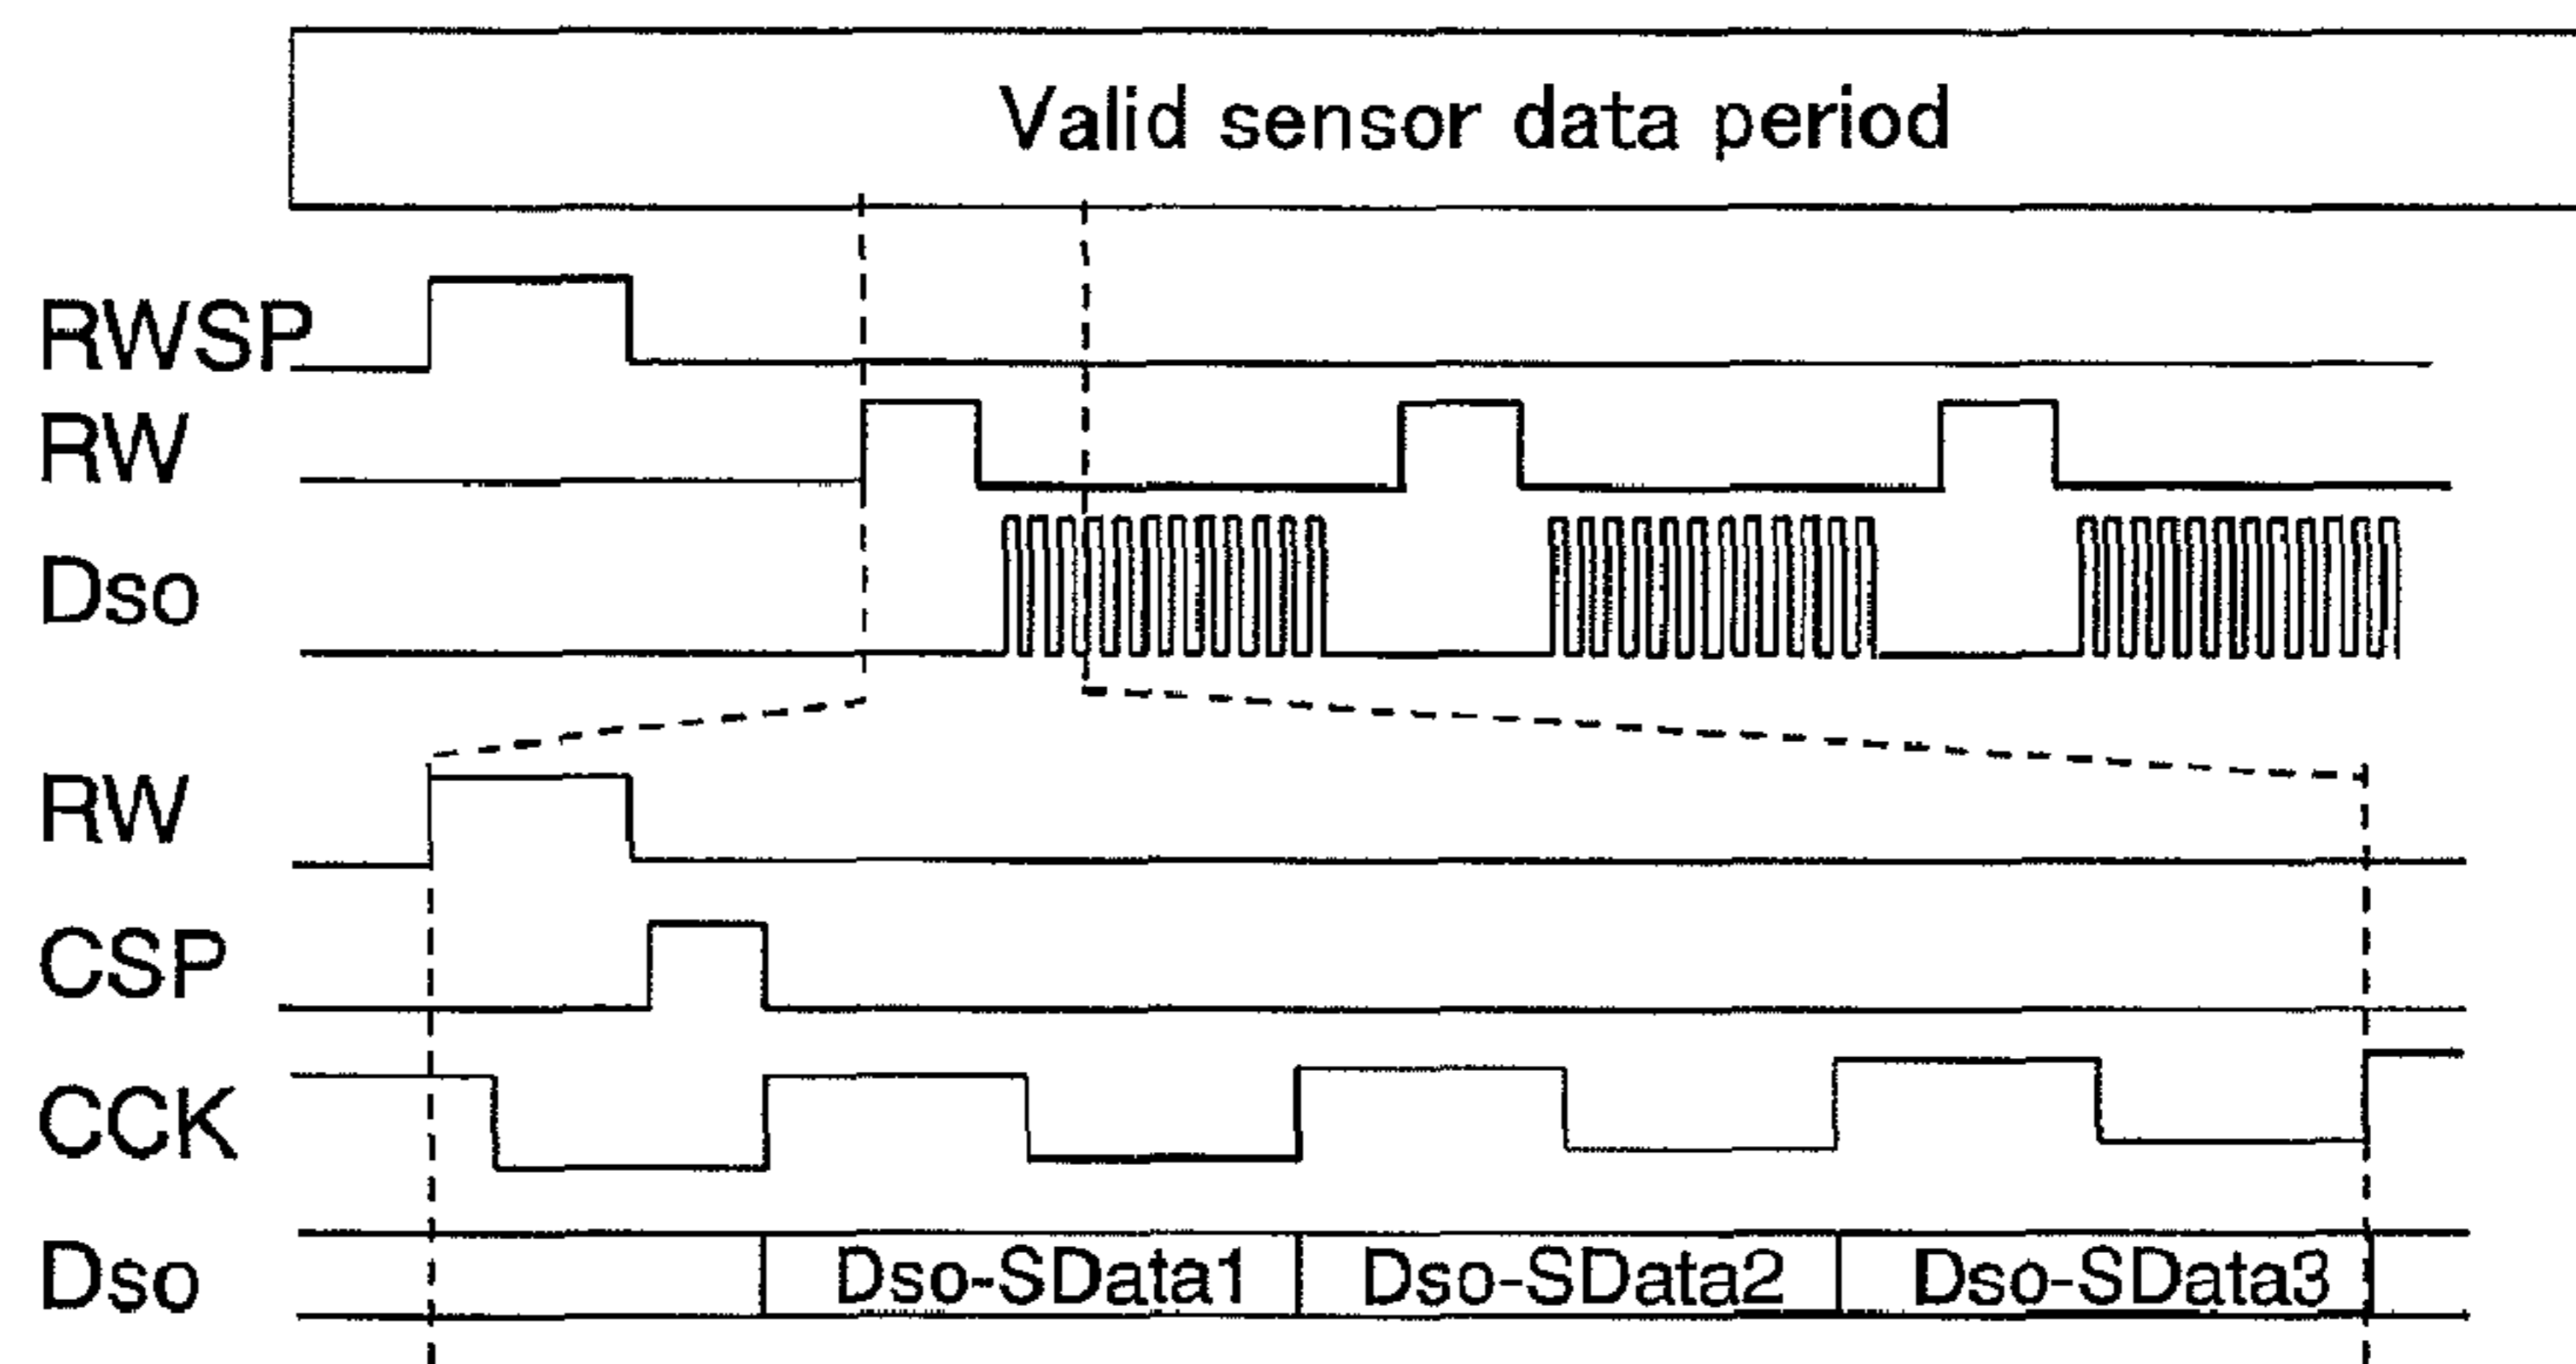 Valid sensor data period
RWSP
RW
Dso
RW
CSP
CCK
Dso
Dso-SData1
Dso-SData2
Dso-SData3